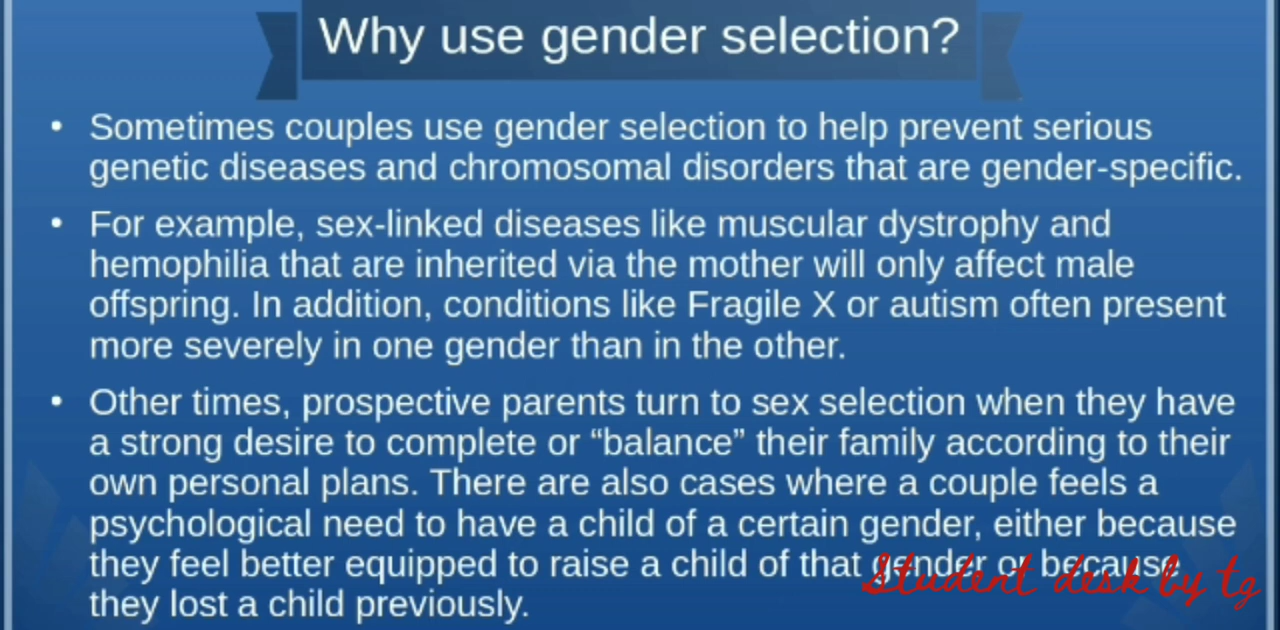 Why use gender selection?
• Sometimes couples use gender selection to help prevent serious
genetic diseases and chromosomal disorders that are gender-specific.
• For example, sex-linked diseases like muscular dystrophy and
hemophilia that are inherited via the mother will only affect male
offspring. In addition, conditions like Fragile X or autism often present
more severely in one gender than in the other.
• Other times, prospective parents turn to sex selection when they have
a strong desire to complete or “balance” their family according to their
own personal plans. There are also cases where a couple feels a
psychological need to have a child of a certain gender, either because
they feel better equipped to raise a child of that gender or because
Student desk by tg
they lost a child previously.